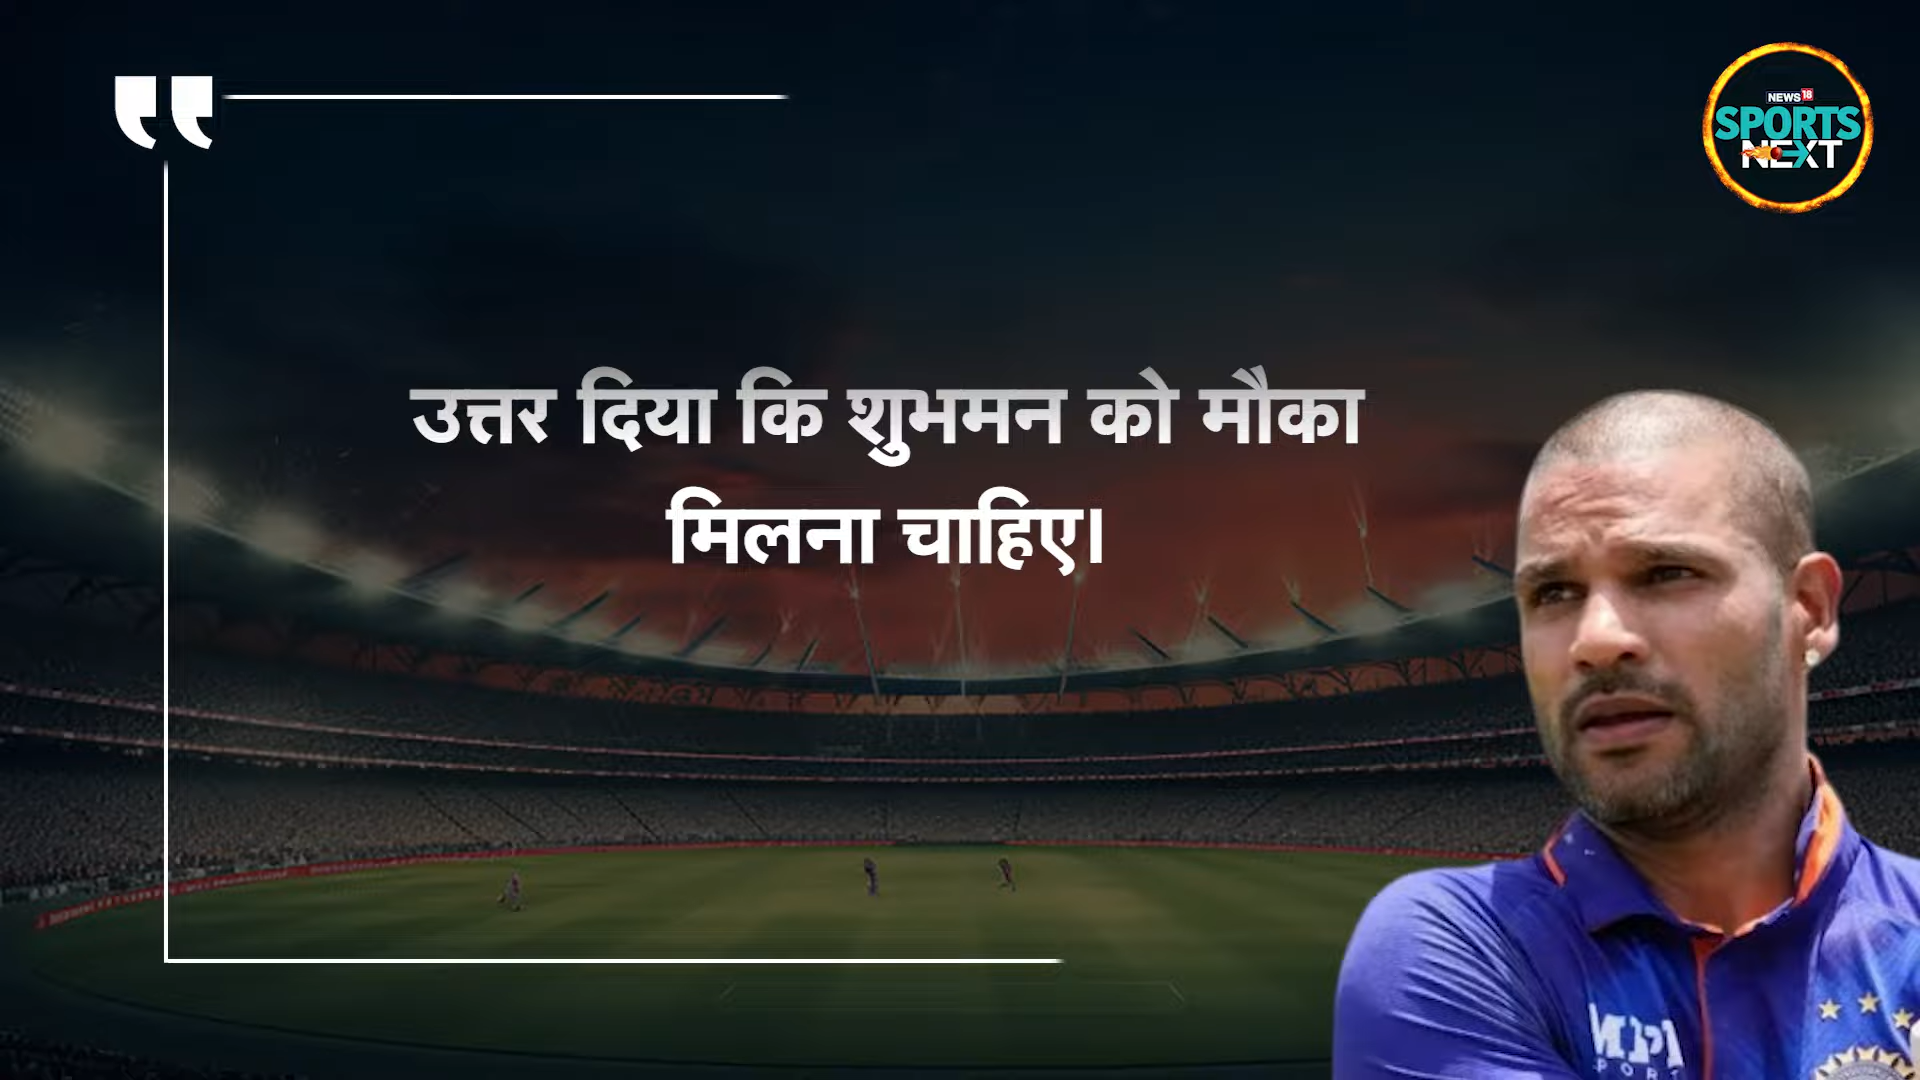 NEWS18
SPORTS
NEXT
उत्तर दिया कि शुभमन को मौका
मिलना चाहिए।